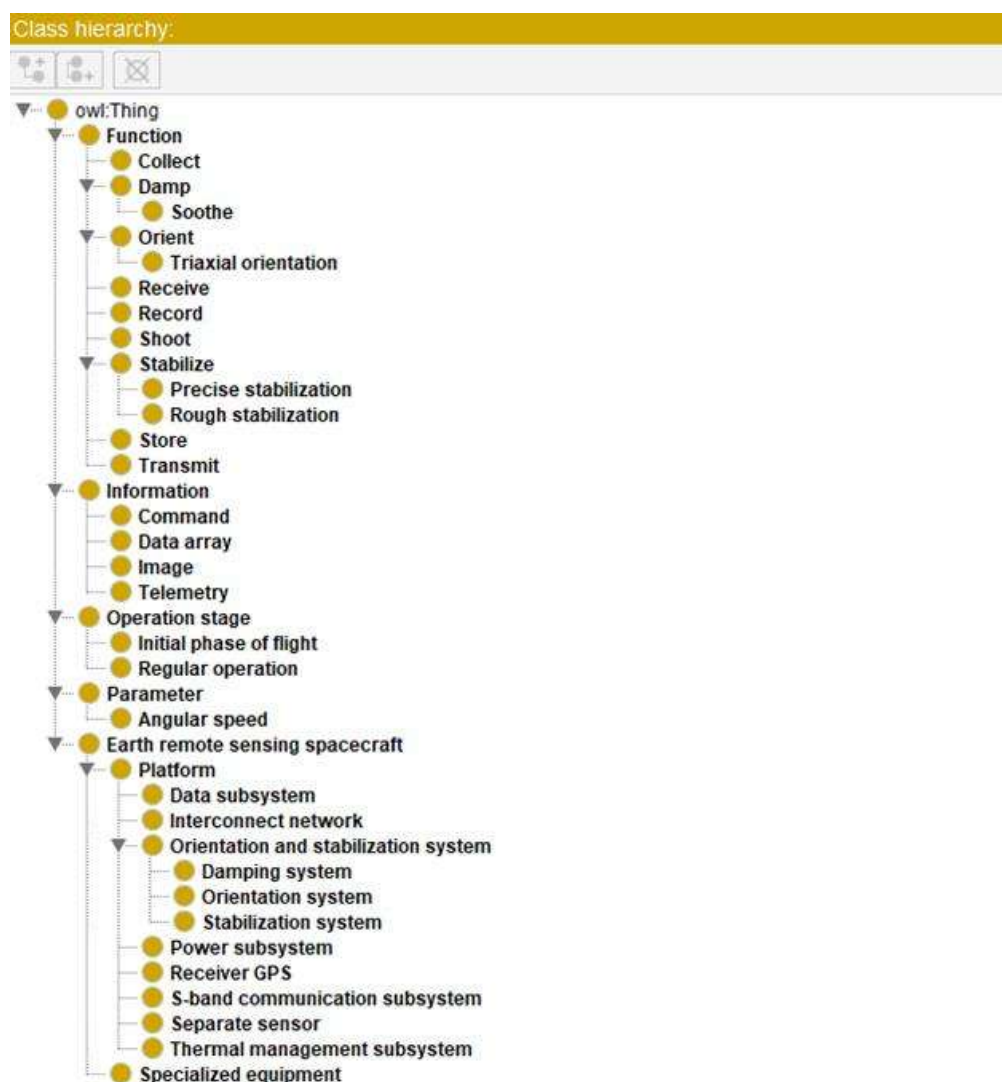 Class hierarchy:
owl:Thing
Function
Collect
Damp
Soothe
Orient
Triaxial orientation
Receive
Record
Shoot
Stabilize
Precise stabilization
Rough stabilization
Store
Transmit
Information
Command
Data array
Image
Telemetry
Operation stage
Initial phase of flight
Regular operation
Parameter
Angular speed
Earth remote sensing spacecraft
Platform
Data subsystem
Interconnect network
Orientation and stabilization system
Damping system
Orientation system
Stabilization system
Power subsystem
Receiver GPS
S-band communication subsystem
Separate sensor
Thermal management subsystem
Specialized equipment